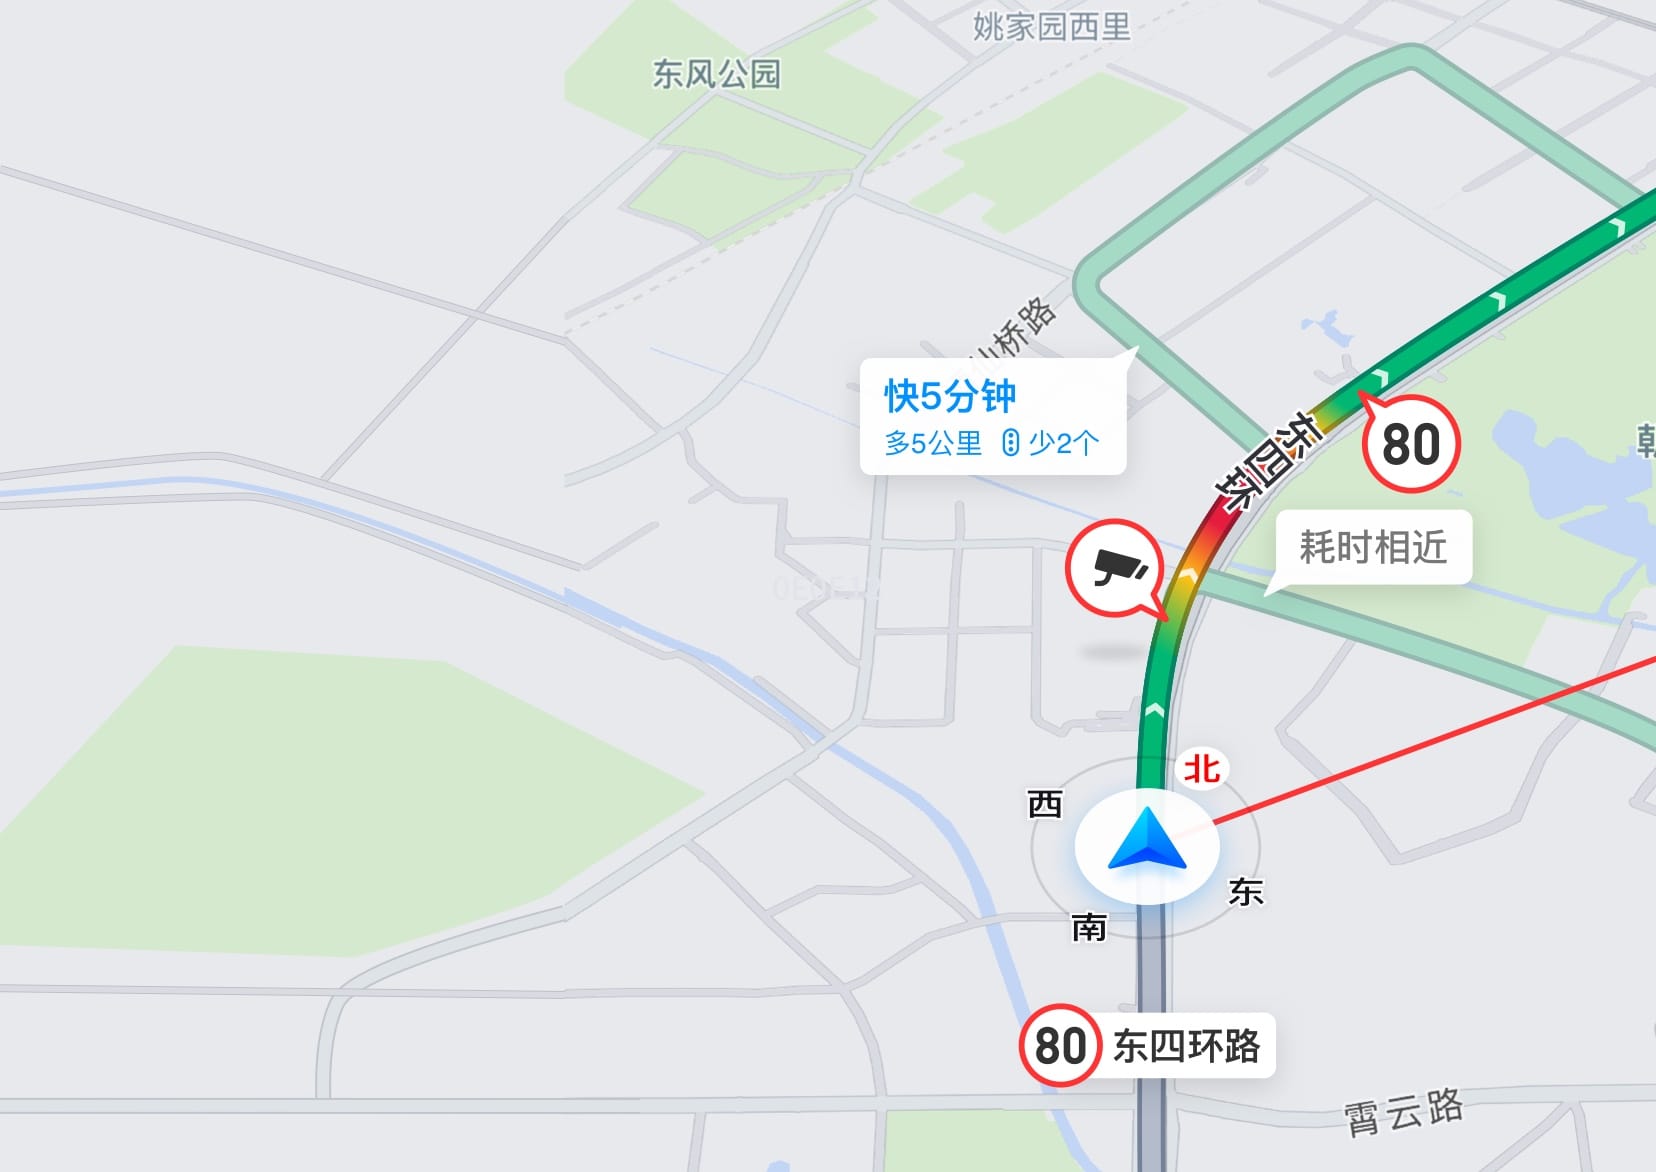 姚家园西里
东风公园
仙桥路
快5分钟
多5公里 少2个
东四环
80
耗时相近
北
西
东
南
80 东四环路
霄云路